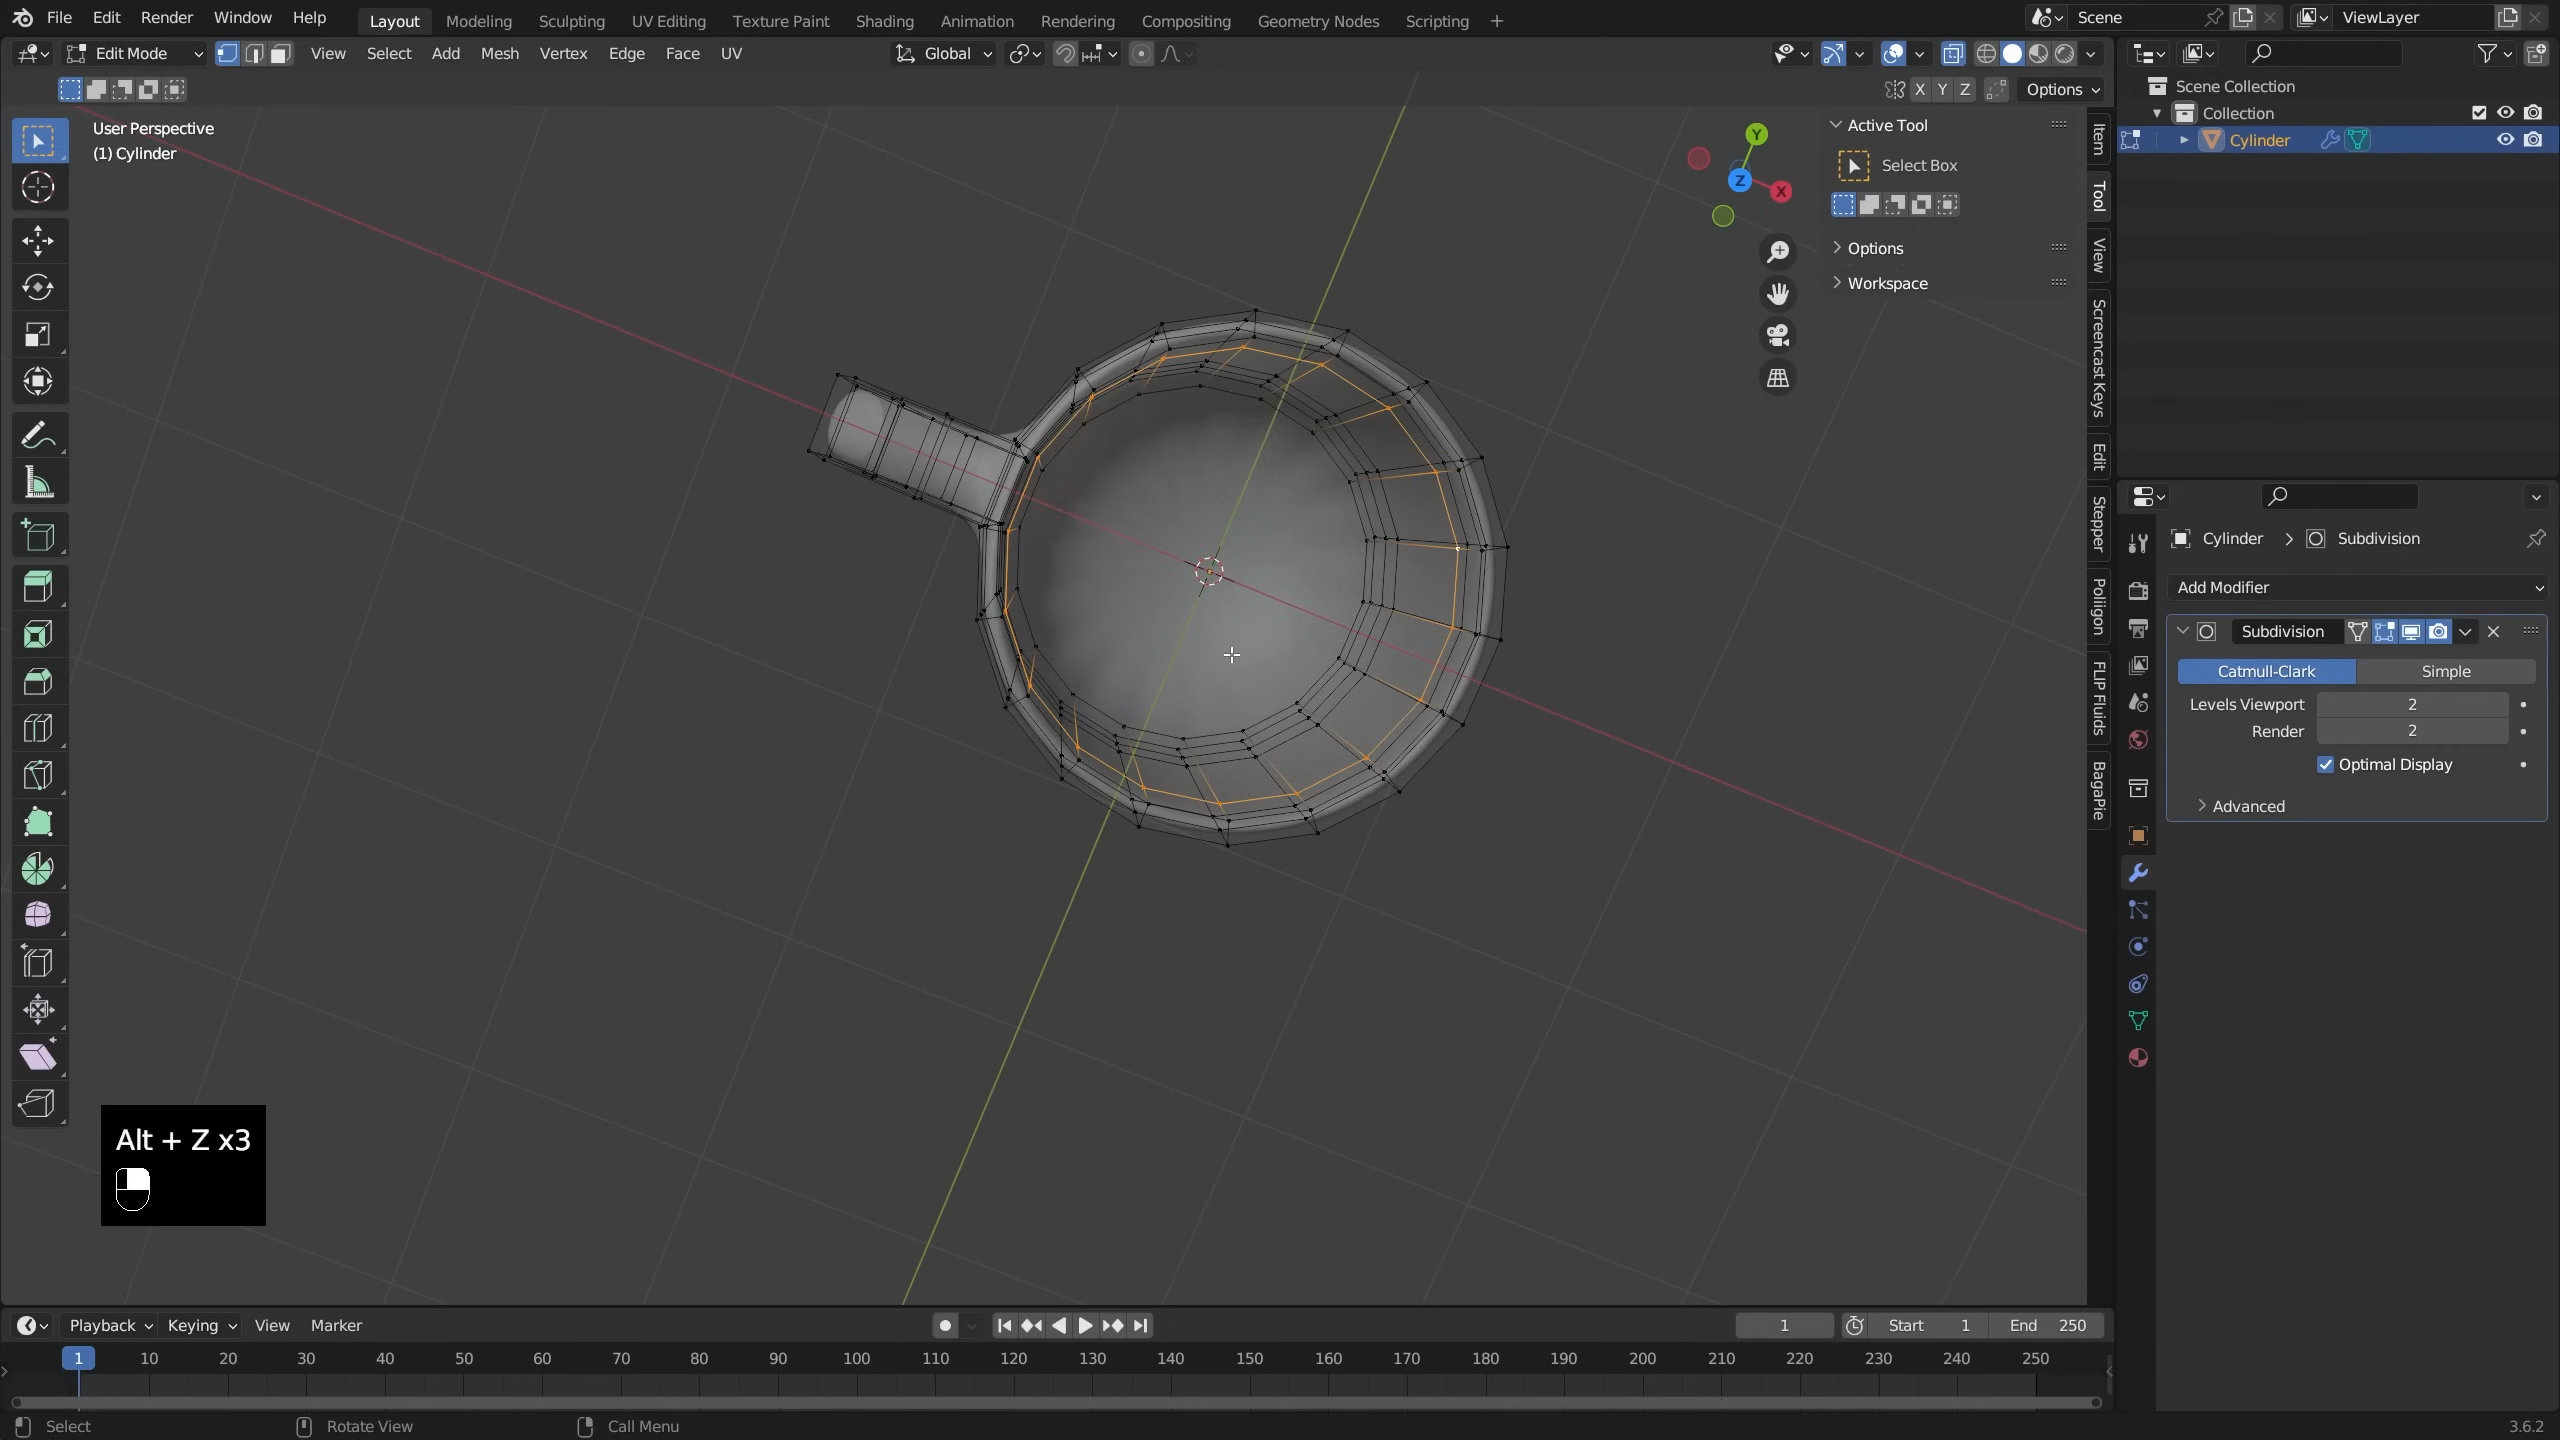 File Edit Render Window Help Layout Modeling Sculpting UV Editing Texture Paint Shading Animation Rendering Compositing Geometry Nodes Scripting + Scene ViewLayer
Edit Mode View Select Add Mesh Vertex Edge Face UV Global
X Y Z Options
User Perspective
(1) Cylinder
Y
Z
X
Active Tool
Select Box
Options
Workspace
Item
Tool
View
Screencast Keys
Edit
Stepper
Poliigon
FLIP Fluids
BagaPie
Scene Collection
Collection
Cylinder
Cylinder > Subdivision
Add Modifier
Subdivision
Catmull-Clark Simple
Levels Viewport 2
Render 2
Optimal Display
Advanced
Alt + Z x3
Playback Keying View Marker 1 Start 1 End 250
1 10 20 30 40 50 60 70 80 90 100 110 120 130 140 150 160 170 180 190 200 210 220 230 240 250
Select Rotate View Call Menu 3.6.2